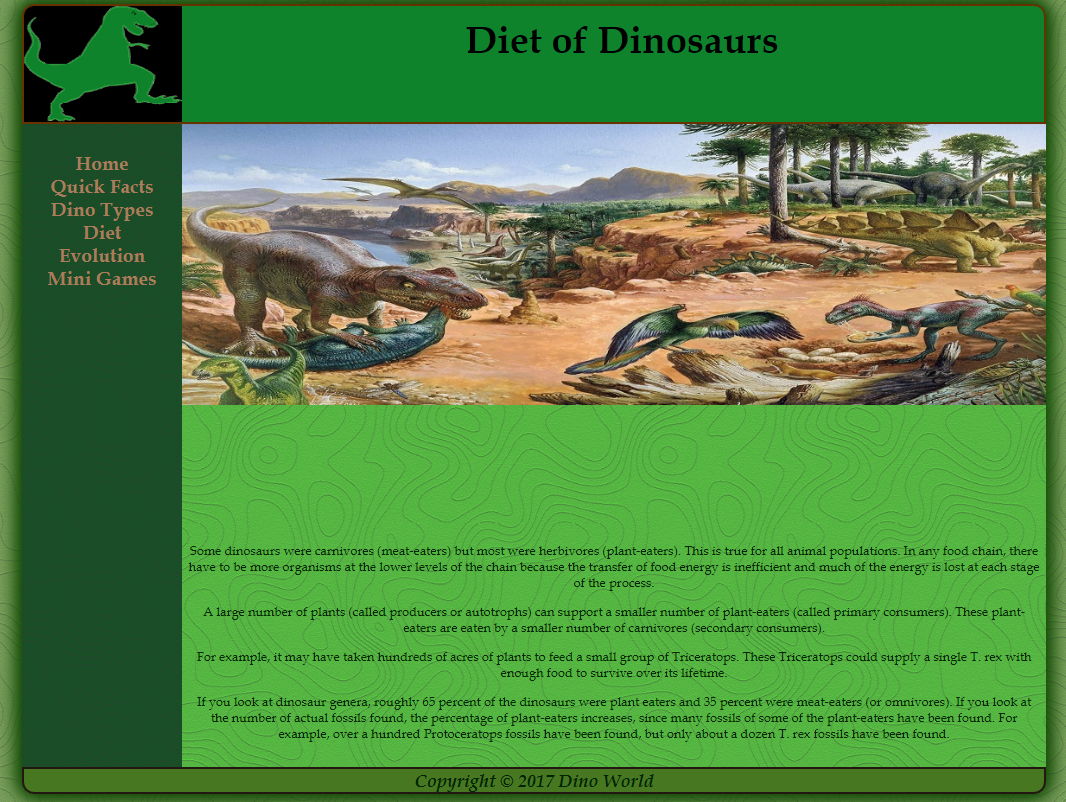 Diet of Dinosaurs
Home
Quick Facts
Dino Types
Diet
Evolution
Mini Games
Some dinosaurs were carnivores (meat-eaters) but most were herbivores (plant-eaters). This is true for all animal populations. In any food chain, there
have to be more organisms at the lower levels of the chain because the transfer of food energy is inefficient and much of the energy is lost at each stage
of the process.
A large number of plants (called producers or autotrophs) can support a smaller number of plant-eaters (called primary consumers). These plant-
eaters are eaten by a smaller number of carnivores (secondary consumers).
For example, it may have taken hundreds of acres of plants to feed a small group of Triceratops. These Triceratops could supply a single T. rex with
enough food to survive over its lifetime.
If you look at dinosaur genera, roughly 65 percent of the dinosaurs were plant eaters and 35 percent were meat-eaters (or omnivores). If you look at
the number of actual fossils found, the percentage of plant-eaters increases, since many fossils of some of the plant-eaters have been found. For
example, over a hundred Protoceratops fossils have been found, but only about a dozen T. rex fossils have been found.
Copyright © 2017 Dino World